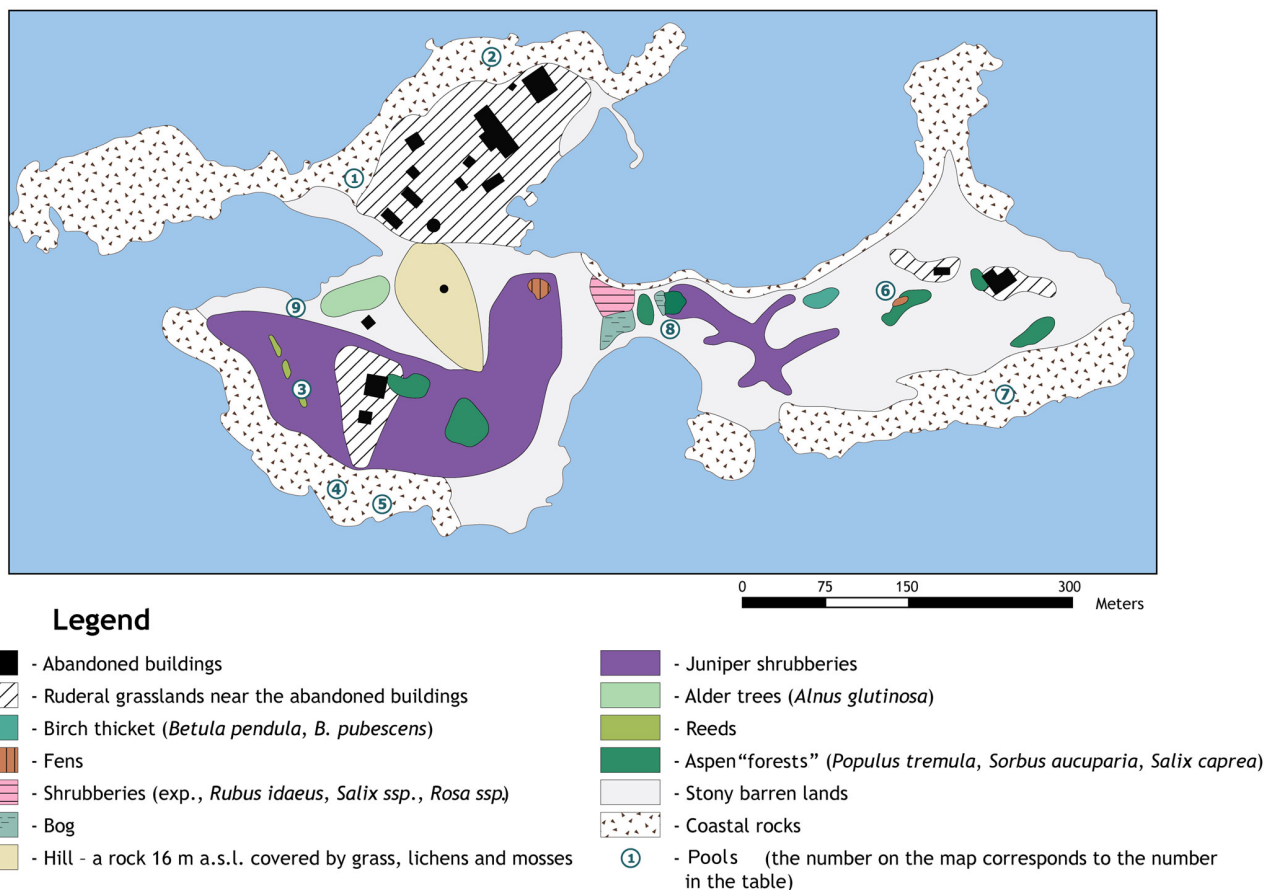 2
1
6
9
8
3
7
4
5
0 75 150 300
Meters
Legend
- Abandoned buildings
- Ruderal grasslands near the abandoned buildings
- Birch thicket (Betula pendula, B. pubescens)
- Fens
- Shrubberies (exp., Rubus idaeus, Salix ssp., Rosa ssp.)
- Bog
- Hill - a rock 16 m a.s.l. covered by grass, lichens and mosses
- Juniper shrubberies
- Alder trees (Alnus glutinosa)
- Reeds
- Aspen“forests” (Populus tremula, Sorbus aucuparia, Salix caprea)
- Stony barren lands
- Coastal rocks
1 - Pools (the number on the map corresponds to the number
in the table)